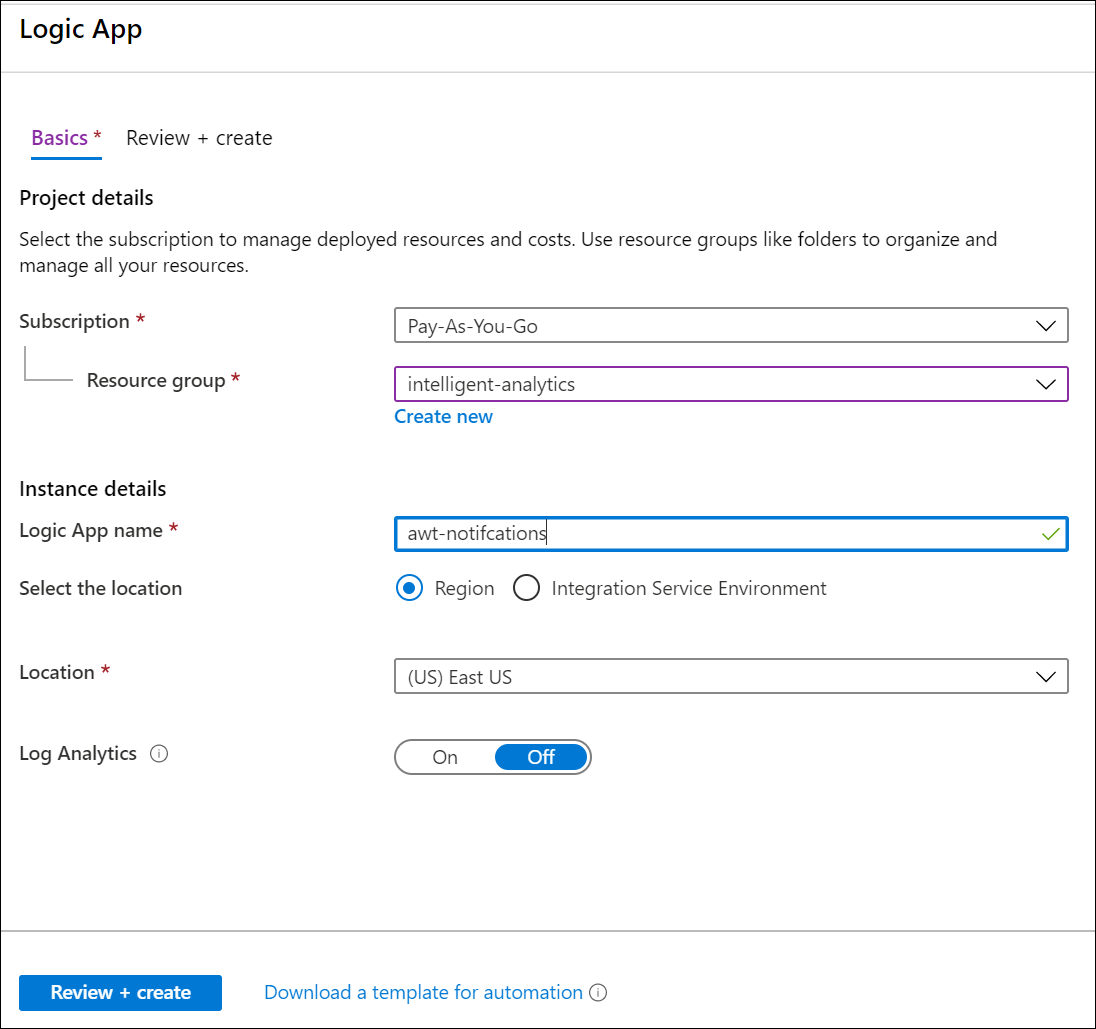 Logic App
Basics * Review + create
Project details
Select the subscription to manage deployed resources and costs. Use resource groups like folders to organize and
manage all your resources.
Subscription * Pay-As-You-Go
Resource group * intelligent-analytics
Create new
Instance details
Logic App name * awt-notifcations
Select the location Region Integration Service Environment
Location * (US) East US
Log Analytics On Off
Review + create Download a template for automation